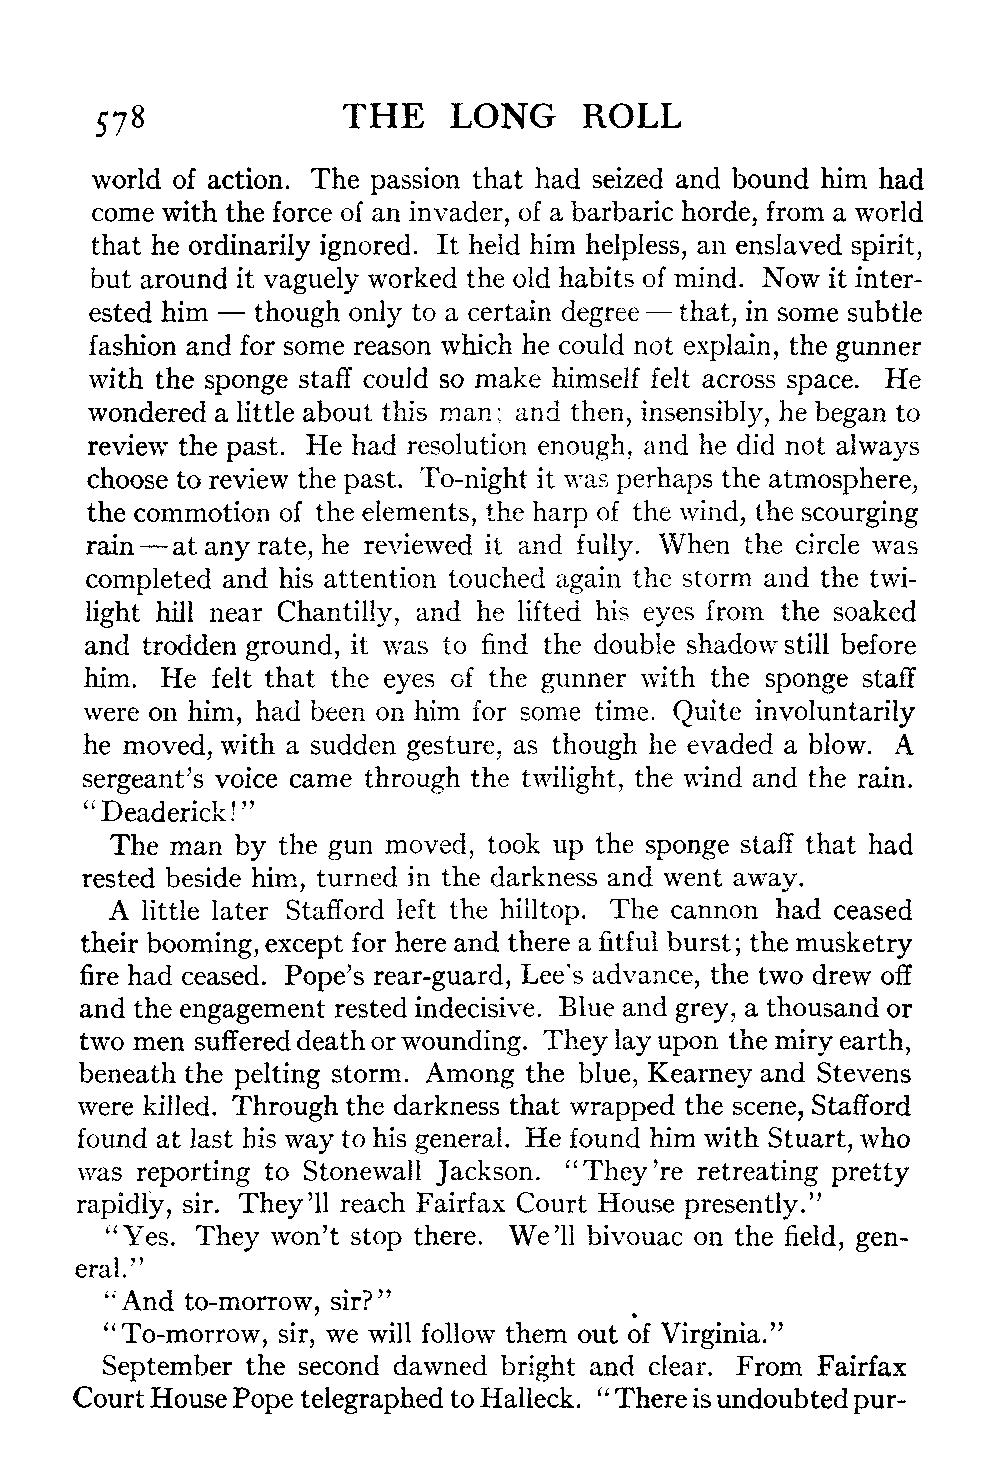 578 THE LONG ROLL
world of action. The passion that had seized and bound him had
come with the force of an invader, of a barbaric horde, from a world
that he ordinarily ignored. It held him helpless, an enslaved spirit,
but around it vaguely worked the old habits of mind. Now it inter-
ested him — though only to a certain degree — that, in some subtle
fashion and for some reason which he could not explain, the gunner
with the sponge staff could so make himself felt across space. He
wondered a little about this man; and then, insensibly, he began to
review the past. He had resolution enough, and he did not always
choose to review the past. To-night it was perhaps the atmosphere,
the commotion of the elements, the harp of the wind, the scourging
rain — at any rate, he reviewed it and fully. When the circle was
completed and his attention touched again the storm and the twi-
light hill near Chantilly, and he lifted his eyes from the soaked
and trodden ground, it was to find the double shadow still before
him. He felt that the eyes of the gunner with the sponge staff
were on him, had been on him for some time. Quite involuntarily
he moved, with a sudden gesture, as though he evaded a blow. A
sergeant's voice came through the twilight, the wind and the rain.
"Deaderick!"
The man by the gun moved, took up the sponge staff that had
rested beside him, turned in the darkness and went away.
A little later Stafford left the hilltop. The cannon had ceased
their booming, except for here and there a fitful burst; the musketry
fire had ceased. Pope's rear-guard, Lee's advance, the two drew off
and the engagement rested indecisive. Blue and grey, a thousand or
two men suffered death or wounding. They lay upon the miry earth,
beneath the pelting storm. Among the blue, Kearney and Stevens
were killed. Through the darkness that wrapped the scene, Stafford
found at last his way to his general. He found him with Stuart, who
was reporting to Stonewall Jackson. "They're retreating pretty
rapidly, sir. They'll reach Fairfax Court House presently."
"Yes. They won't stop there. We'll bivouac on the field, gen-
eral."
"And to-morrow, sir?"
"To-morrow, sir, we will follow them out of Virginia."
September the second dawned bright and clear. From Fairfax
Court House Pope telegraphed to Halleck. "There is undoubted pur-